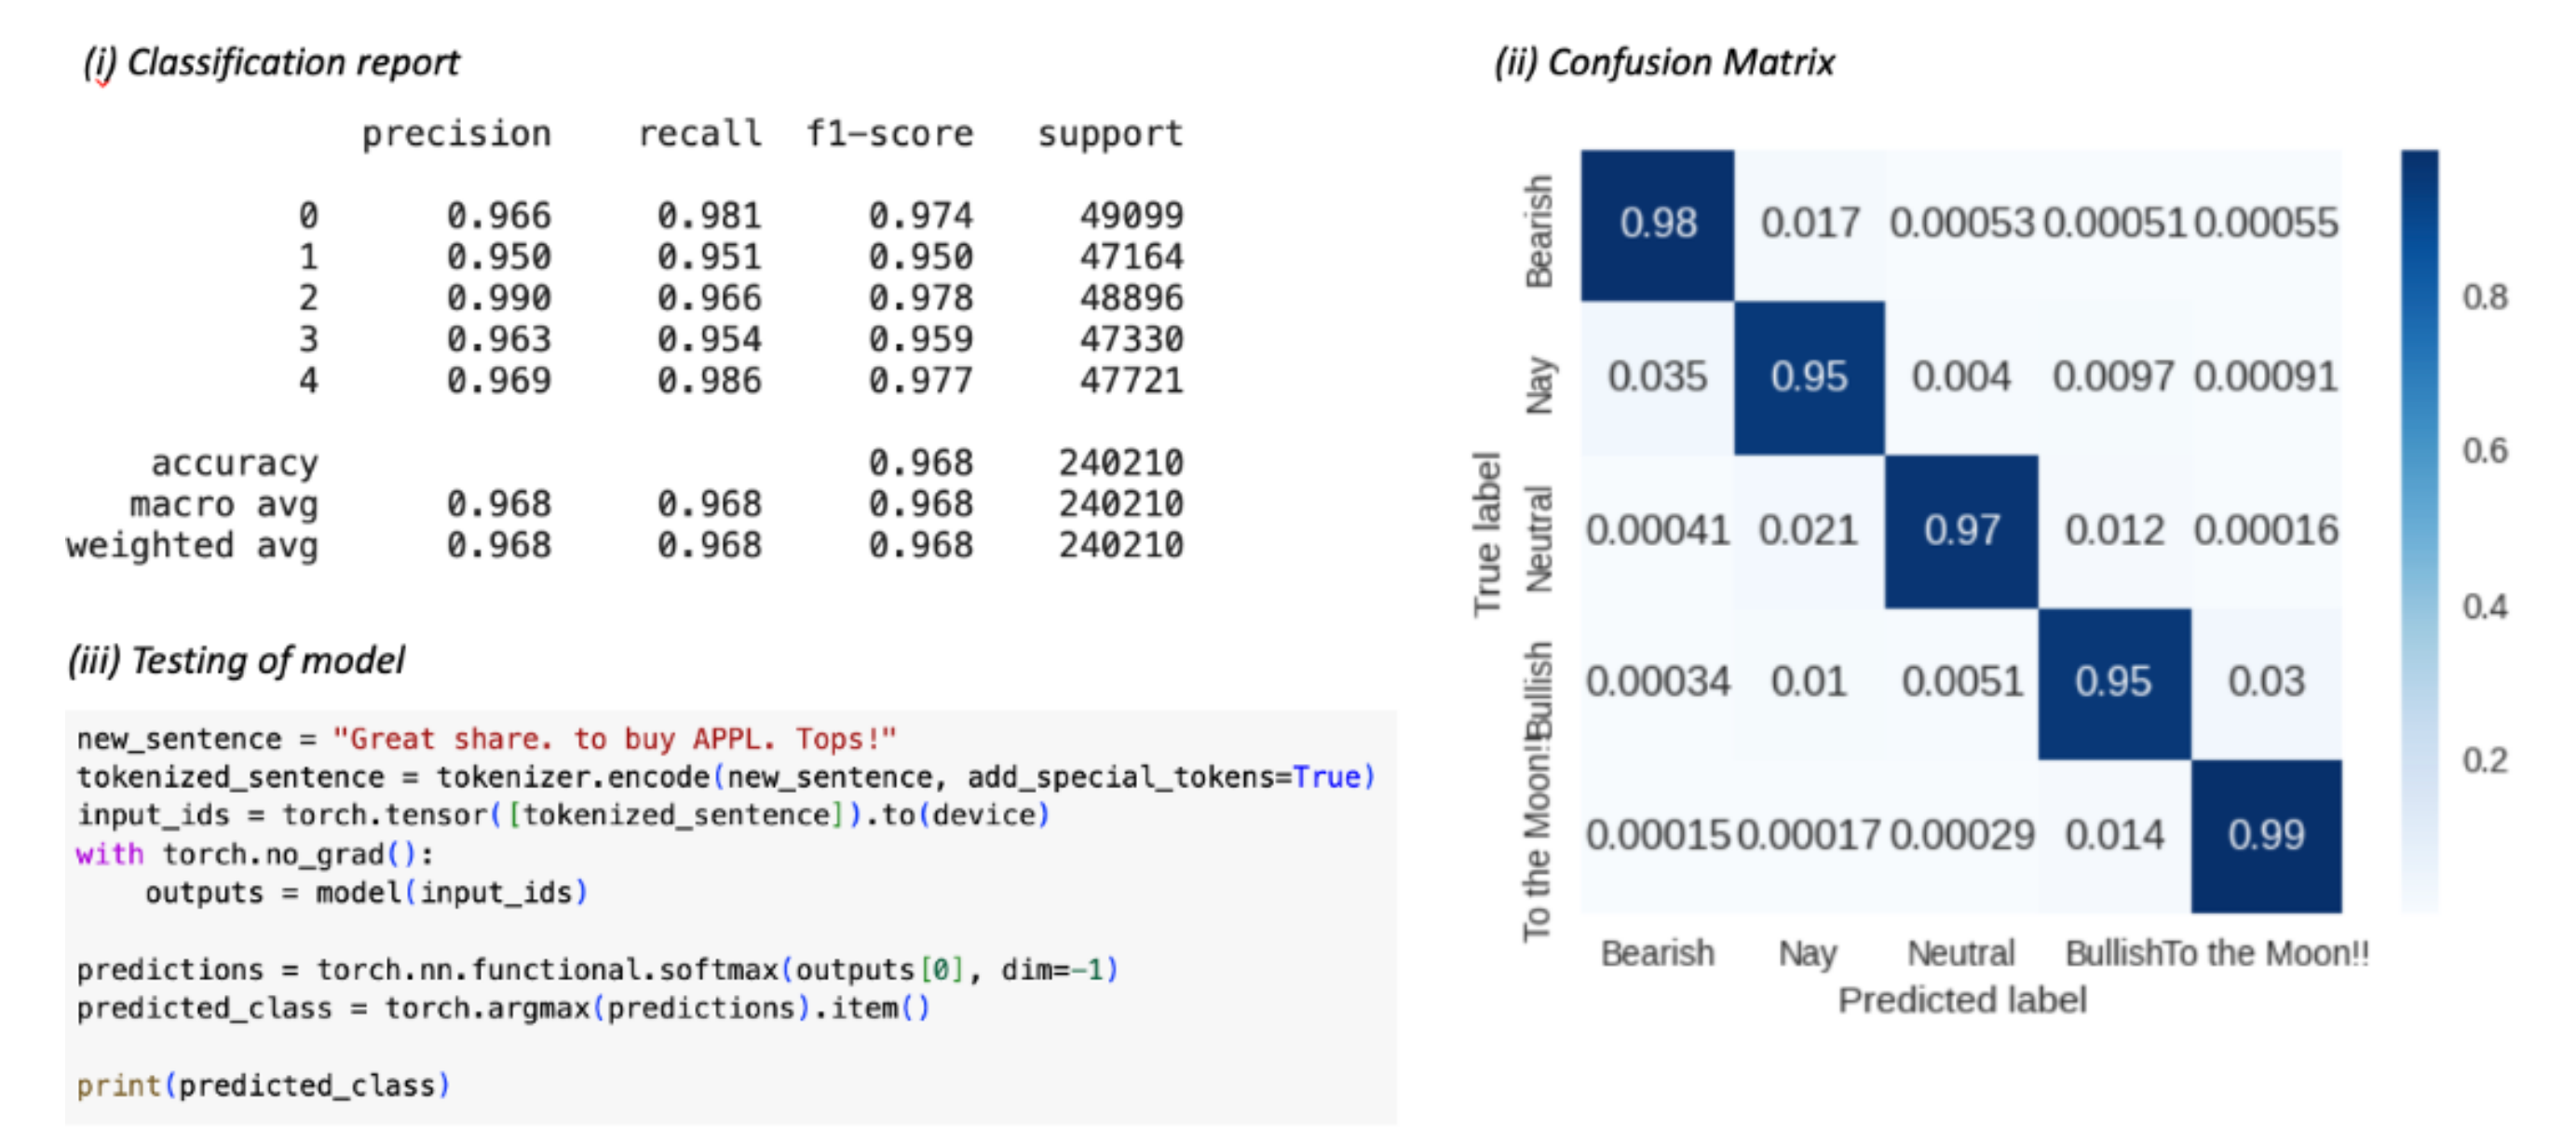 (i) Classification report
precision recall f1-score support
0 0.966 0.981 0.974 49099
1 0.950 0.951 0.950 47164
2 0.990 0.966 0.978 48896
3 0.963 0.954 0.959 47330
4 0.969 0.986 0.977 47721
accuracy 0.968 240210
macro avg 0.968 0.968 0.968 240210
weighted avg 0.968 0.968 0.968 240210
(iii) Testing of model
new_sentence = "Great share. to buy APPL. Tops!"
tokenized_sentence = tokenizer.encode(new_sentence, add_special_tokens=True)
input_ids = torch.tensor([tokenized_sentence]).to(device)
with torch.no_grad():
    outputs = model(input_ids)
predictions = torch.nn.functional.softmax(outputs[0], dim=-1)
predicted_class = torch.argmax(predictions).item()
print(predicted_class)
(ii) Confusion Matrix
True label
Bearish 0.98 0.017 0.00053 0.00051 0.00055
Nay 0.035 0.95 0.004 0.0097 0.00091
Neutral 0.00041 0.021 0.97 0.012 0.00016
Bullish 0.00034 0.01 0.0051 0.95 0.03
To the Moon!! 0.00015 0.00017 0.00029 0.014 0.99
Bearish Nay Neutral Bullish To the Moon!!
Predicted label
0.8
0.6
0.4
0.2